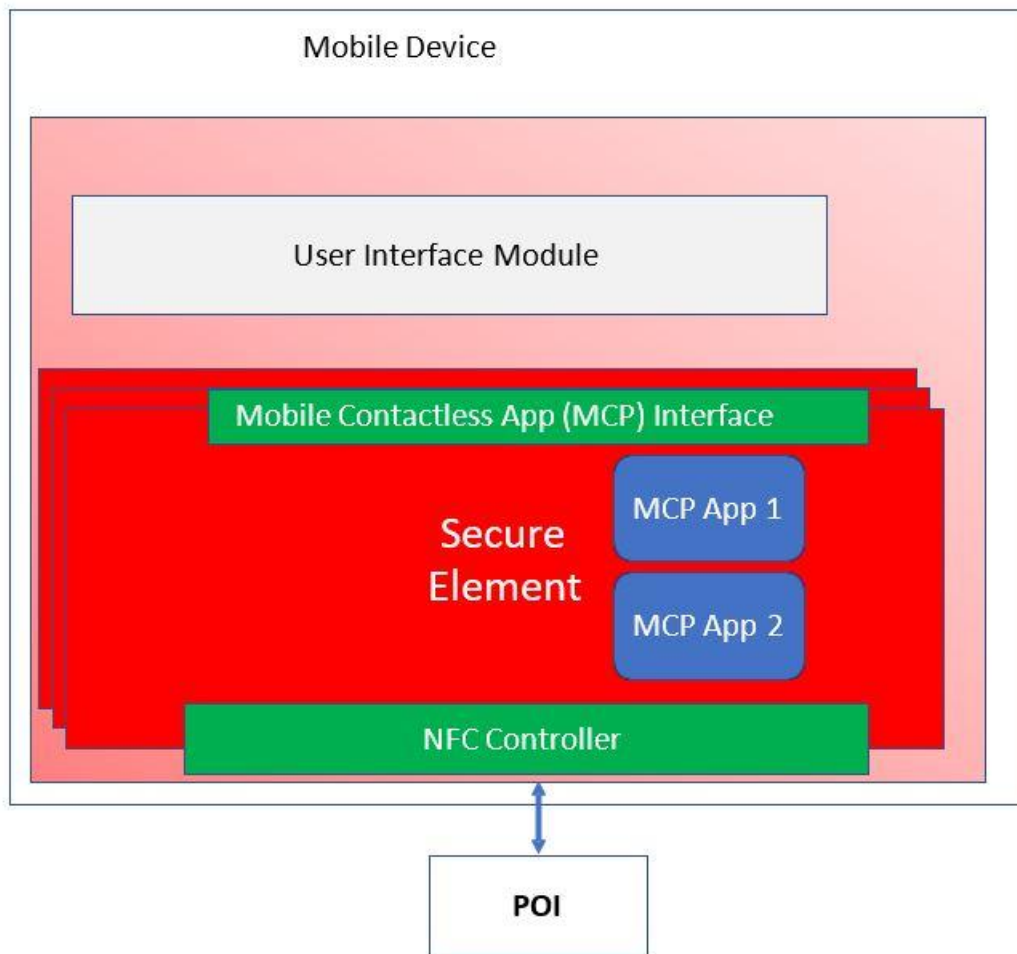 Mobile Device
User Interface Module
Mobile Contactless App (MCP) Interface
Secure
Element
MCP App 1
MCP App 2
NFC Controller
POI